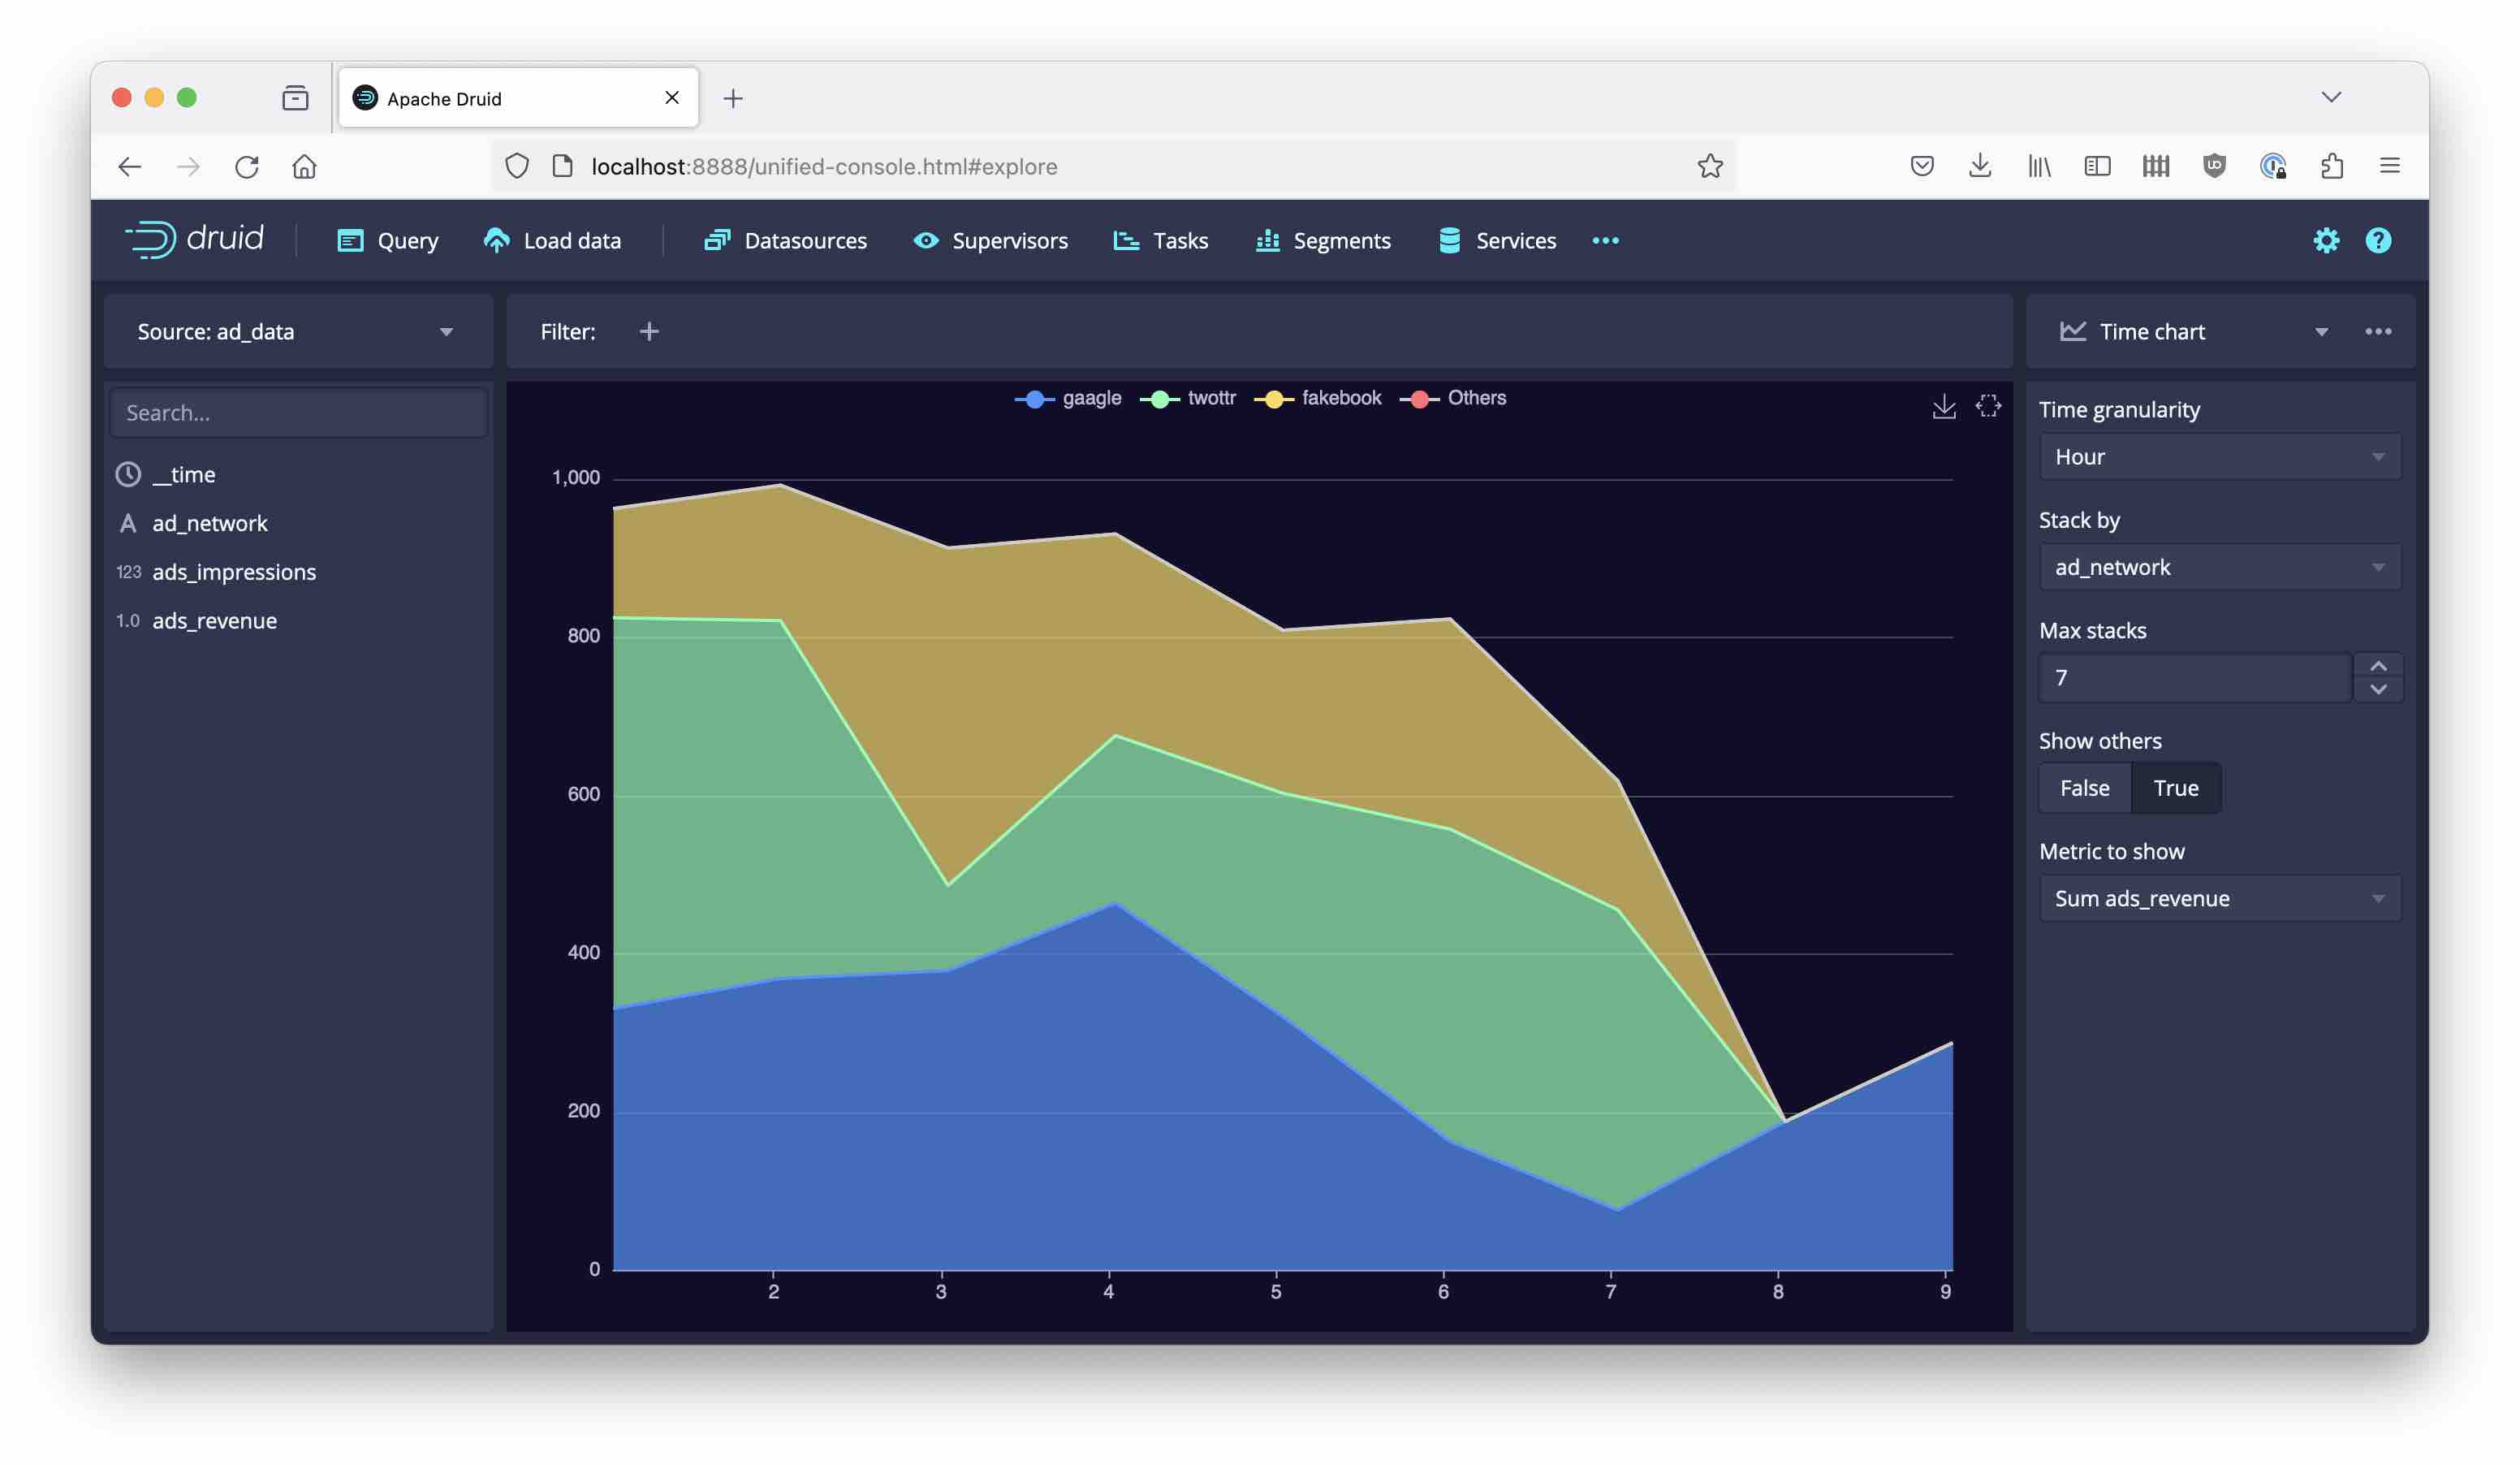 Apache Druid
localhost:8888/unified-console.html#explore
druid Query Load data Datasources Supervisors Tasks Segments Services
Source: ad_data
Filter:
Time chart
Search...
__time
A ad_network
123 ads_impressions
1.0 ads_revenue
gaagle twottr fakebook Others
1,000
800
600
400
200
0
2 3 4 5 6 7 8 9
Time granularity
Hour
Stack by
ad_network
Max stacks
7
Show others
False True
Metric to show
Sum ads_revenue